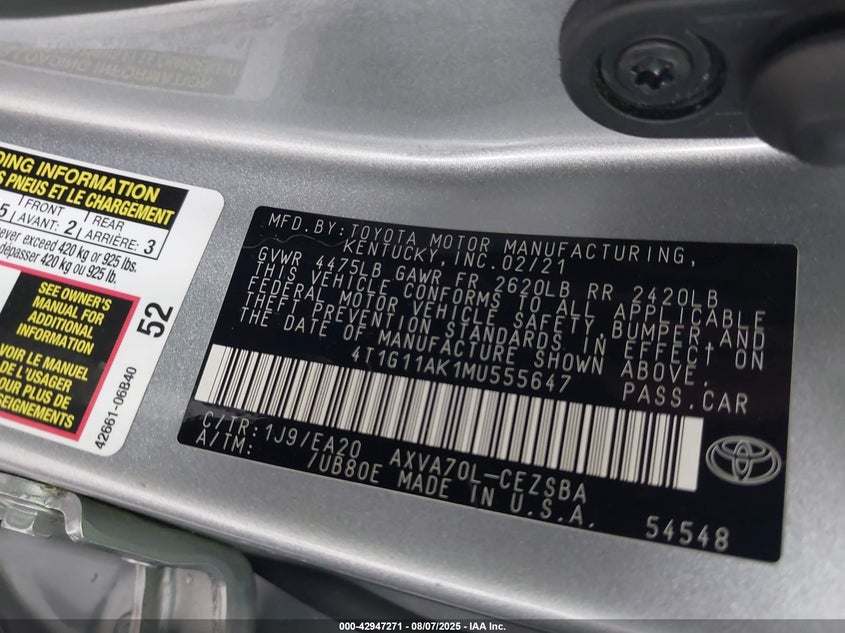 DING INFORMATION
S PNEUS ET LE CHARGEMENT
5 FRONT AVANT: 2 REAR ARRIÈRE: 3
never exceed 420 kg or 925 lbs.
dépasser 420 kg ou 925 lb.
SEE OWNER'S
MANUAL FOR
ADDITIONAL
INFORMATION
VOIR LE MANUEL
DE L'USAGER
POUR PLUS DE
RENSEIGNEMENTS
52
42661-06B40
MFD. BY: TOYOTA MOTOR MANUFACTURING,
KENTUCKY, INC. 02/21
GVWR 4475LB GAWR FR 2620LB RR 2420LB
THIS VEHICLE CONFORMS TO ALL APPLICABLE
FEDERAL MOTOR VEHICLE SAFETY, BUMPER, AND
THEFT PREVENTION STANDARDS IN EFFECT ON
THE DATE OF MANUFACTURE SHOWN ABOVE.
4T1G11AK1MU555647 PASS.CAR
C/TR: 1J9/EA20 AXVA70L-CEZSBA
A/TM: /UB80E MADE IN U.S.A.
54548
000-42947271 - 08/07/2025 - IAA Inc.